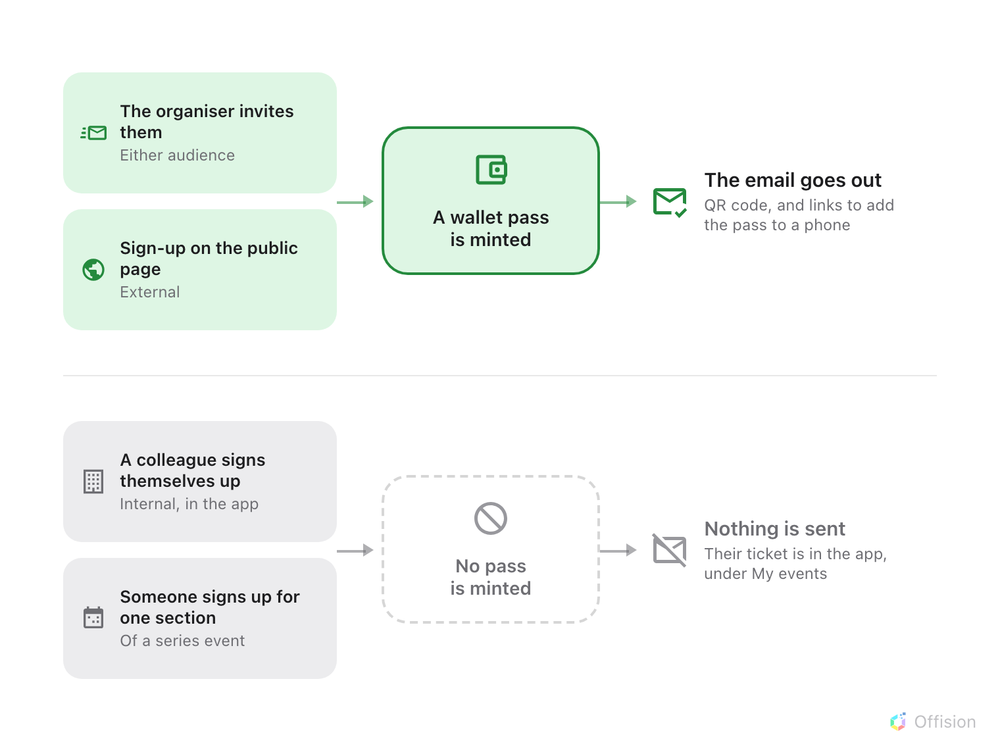 The organiser invites
them
Either audience
Sign-up on the public
page
External
A wallet pass
is minted
The email goes out
QR code, and links to add
the pass to a phone
A colleague signs
themselves up
Internal, in the app
Someone signs up for
one section
Of a series event
No pass
is minted
Nothing is sent
Their ticket is in the app,
under My events
Offision